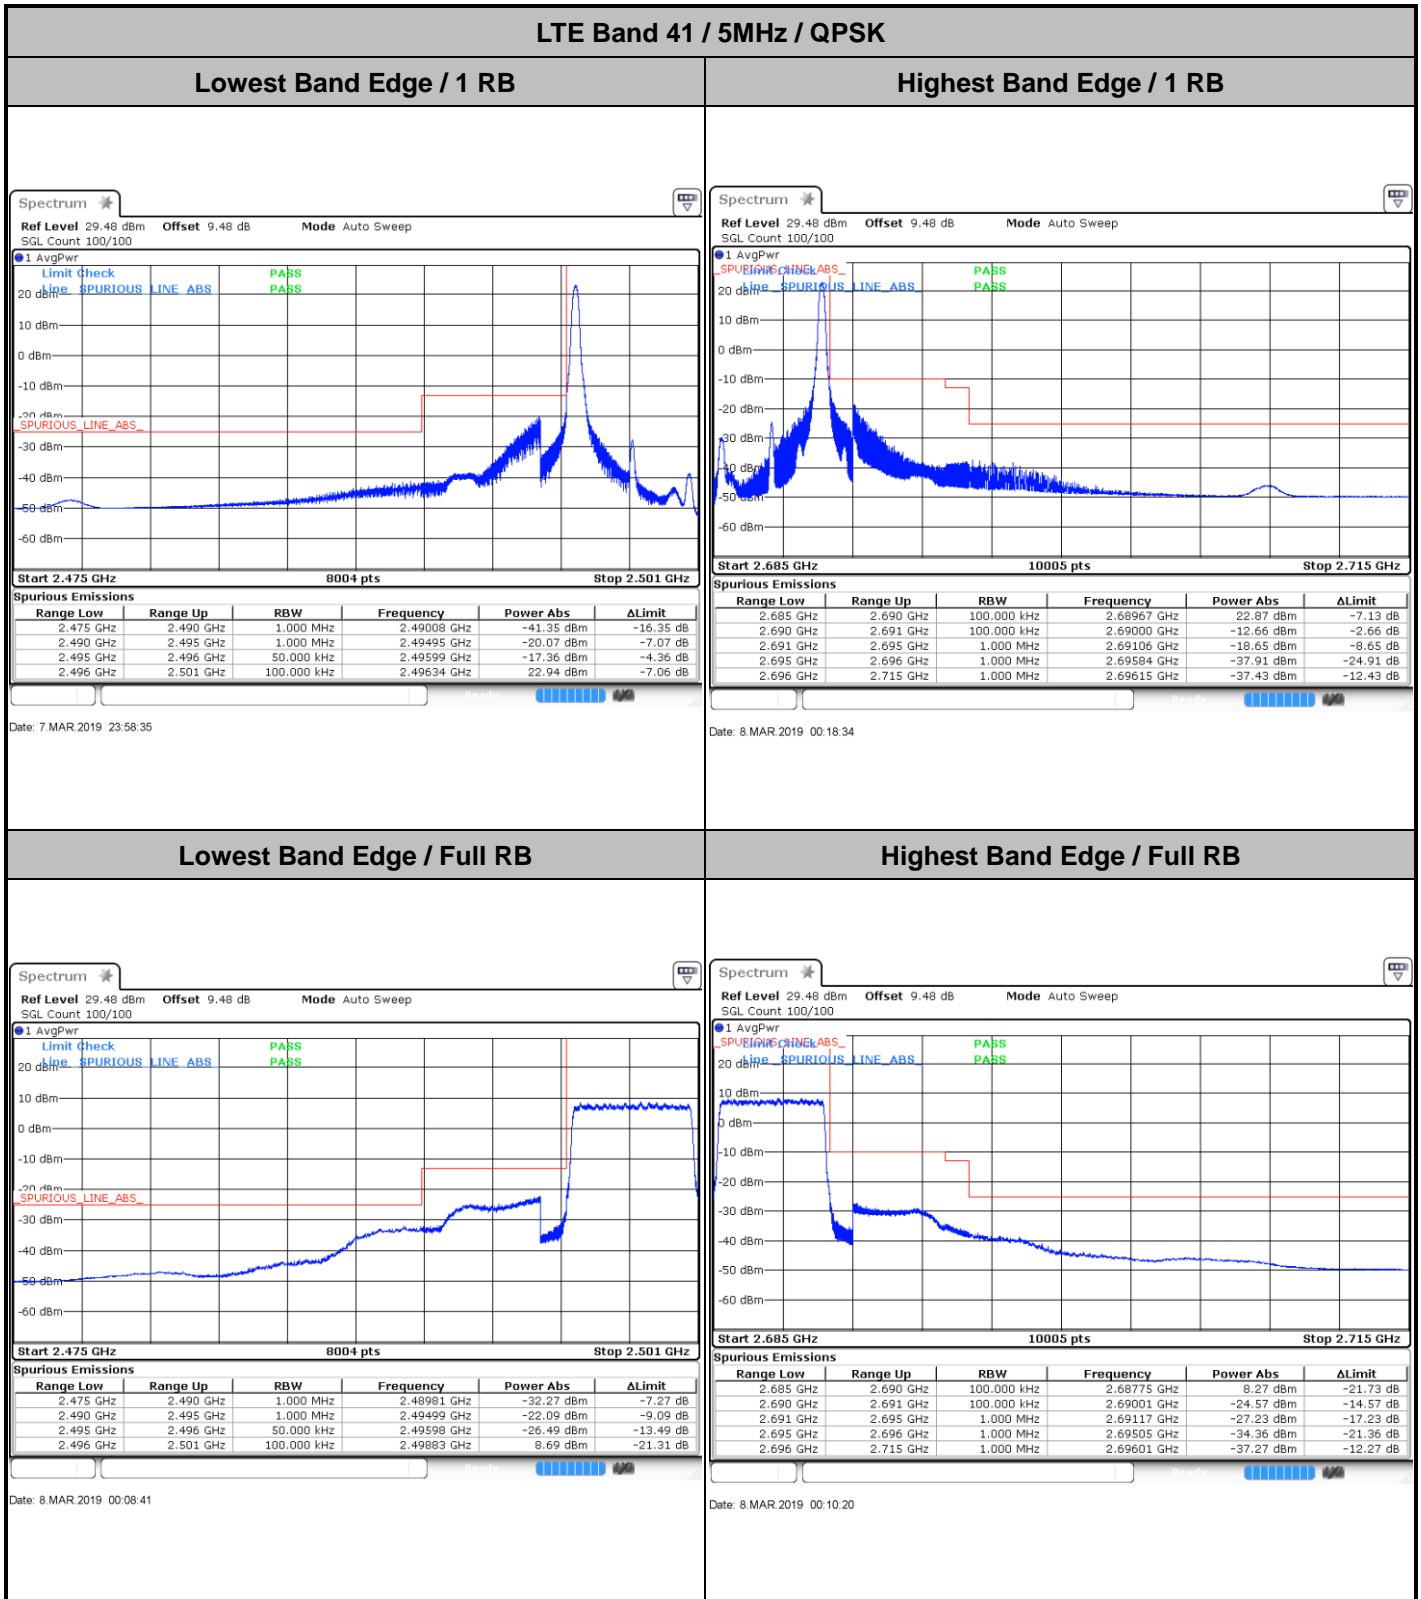 LTE Band 41 / 5MHz / QPSK
Lowest Band Edge / 1 RB
Highest Band Edge / 1 RB
Spectrum
Ref Level 29.48 dBm Offset 9.48 dB Mode Auto Sweep
SGL Count 100/100
1 AvgPwr
Limit Check PASS
Line _SPURIOUS_LINE_ABS_ PASS
20 dBm
10 dBm
0 dBm
-10 dBm
-20 dBm
_SPURIOUS_LINE_ABS_
-30 dBm
-40 dBm
-50 dBm
-60 dBm
Start 2.475 GHz 8004 pts Stop 2.501 GHz
Spurious Emissions
Range Low Range Up RBW Frequency Power Abs ΔLimit
2.475 GHz 2.490 GHz 1.000 MHz 2.49008 GHz -41.35 dBm -16.35 dB
2.490 GHz 2.495 GHz 1.000 MHz 2.49495 GHz -20.07 dBm -7.07 dB
2.495 GHz 2.496 GHz 50.000 kHz 2.49599 GHz -17.36 dBm -4.36 dB
2.496 GHz 2.501 GHz 100.000 kHz 2.49634 GHz 22.94 dBm -7.06 dB
Ready
Date: 7.MAR.2019 23:58:35
Spectrum
Ref Level 29.48 dBm Offset 9.48 dB Mode Auto Sweep
SGL Count 100/100
1 AvgPwr
_SPURIOUS_LINE_ABS_
Limit Check PASS
Line _SPURIOUS_LINE_ABS_ PASS
20 dBm
10 dBm
0 dBm
-10 dBm
-20 dBm
-30 dBm
-40 dBm
-50 dBm
-60 dBm
Start 2.685 GHz 10005 pts Stop 2.715 GHz
Spurious Emissions
Range Low Range Up RBW Frequency Power Abs ΔLimit
2.685 GHz 2.690 GHz 100.000 kHz 2.68967 GHz 22.87 dBm -7.13 dB
2.690 GHz 2.691 GHz 100.000 kHz 2.69000 GHz -12.66 dBm -2.66 dB
2.691 GHz 2.695 GHz 1.000 MHz 2.69106 GHz -18.65 dBm -8.65 dB
2.695 GHz 2.696 GHz 1.000 MHz 2.69584 GHz -37.91 dBm -24.91 dB
2.696 GHz 2.715 GHz 1.000 MHz 2.69615 GHz -37.43 dBm -12.43 dB
Ready
Date: 8.MAR.2019 00:18:34
Lowest Band Edge / Full RB
Highest Band Edge / Full RB
Spectrum
Ref Level 29.48 dBm Offset 9.48 dB Mode Auto Sweep
SGL Count 100/100
1 AvgPwr
Limit Check PASS
Line _SPURIOUS_LINE_ABS_ PASS
20 dBm
10 dBm
0 dBm
-10 dBm
-20 dBm
_SPURIOUS_LINE_ABS_
-30 dBm
-40 dBm
-50 dBm
-60 dBm
Start 2.475 GHz 8004 pts Stop 2.501 GHz
Spurious Emissions
Range Low Range Up RBW Frequency Power Abs ΔLimit
2.475 GHz 2.490 GHz 1.000 MHz 2.48981 GHz -32.27 dBm -7.27 dB
2.490 GHz 2.495 GHz 1.000 MHz 2.49499 GHz -22.09 dBm -9.09 dB
2.495 GHz 2.496 GHz 50.000 kHz 2.49598 GHz -26.49 dBm -13.49 dB
2.496 GHz 2.501 GHz 100.000 kHz 2.49883 GHz 8.69 dBm -21.31 dB
Ready
Date: 8.MAR.2019 00:08:41
Spectrum
Ref Level 29.48 dBm Offset 9.48 dB Mode Auto Sweep
SGL Count 100/100
1 AvgPwr
_SPURIOUS_LINE_ABS_
Limit Check PASS
Line _SPURIOUS_LINE_ABS_ PASS
20 dBm
10 dBm
0 dBm
-10 dBm
-20 dBm
-30 dBm
-40 dBm
-50 dBm
-60 dBm
Start 2.685 GHz 10005 pts Stop 2.715 GHz
Spurious Emissions
Range Low Range Up RBW Frequency Power Abs ΔLimit
2.685 GHz 2.690 GHz 100.000 kHz 2.68775 GHz 8.27 dBm -21.73 dB
2.690 GHz 2.691 GHz 100.000 kHz 2.69001 GHz -24.57 dBm -14.57 dB
2.691 GHz 2.695 GHz 1.000 MHz 2.69117 GHz -27.23 dBm -17.23 dB
2.695 GHz 2.696 GHz 1.000 MHz 2.69505 GHz -34.36 dBm -21.36 dB
2.696 GHz 2.715 GHz 1.000 MHz 2.69601 GHz -37.27 dBm -12.27 dB
Ready
Date: 8.MAR.2019 00:10:20